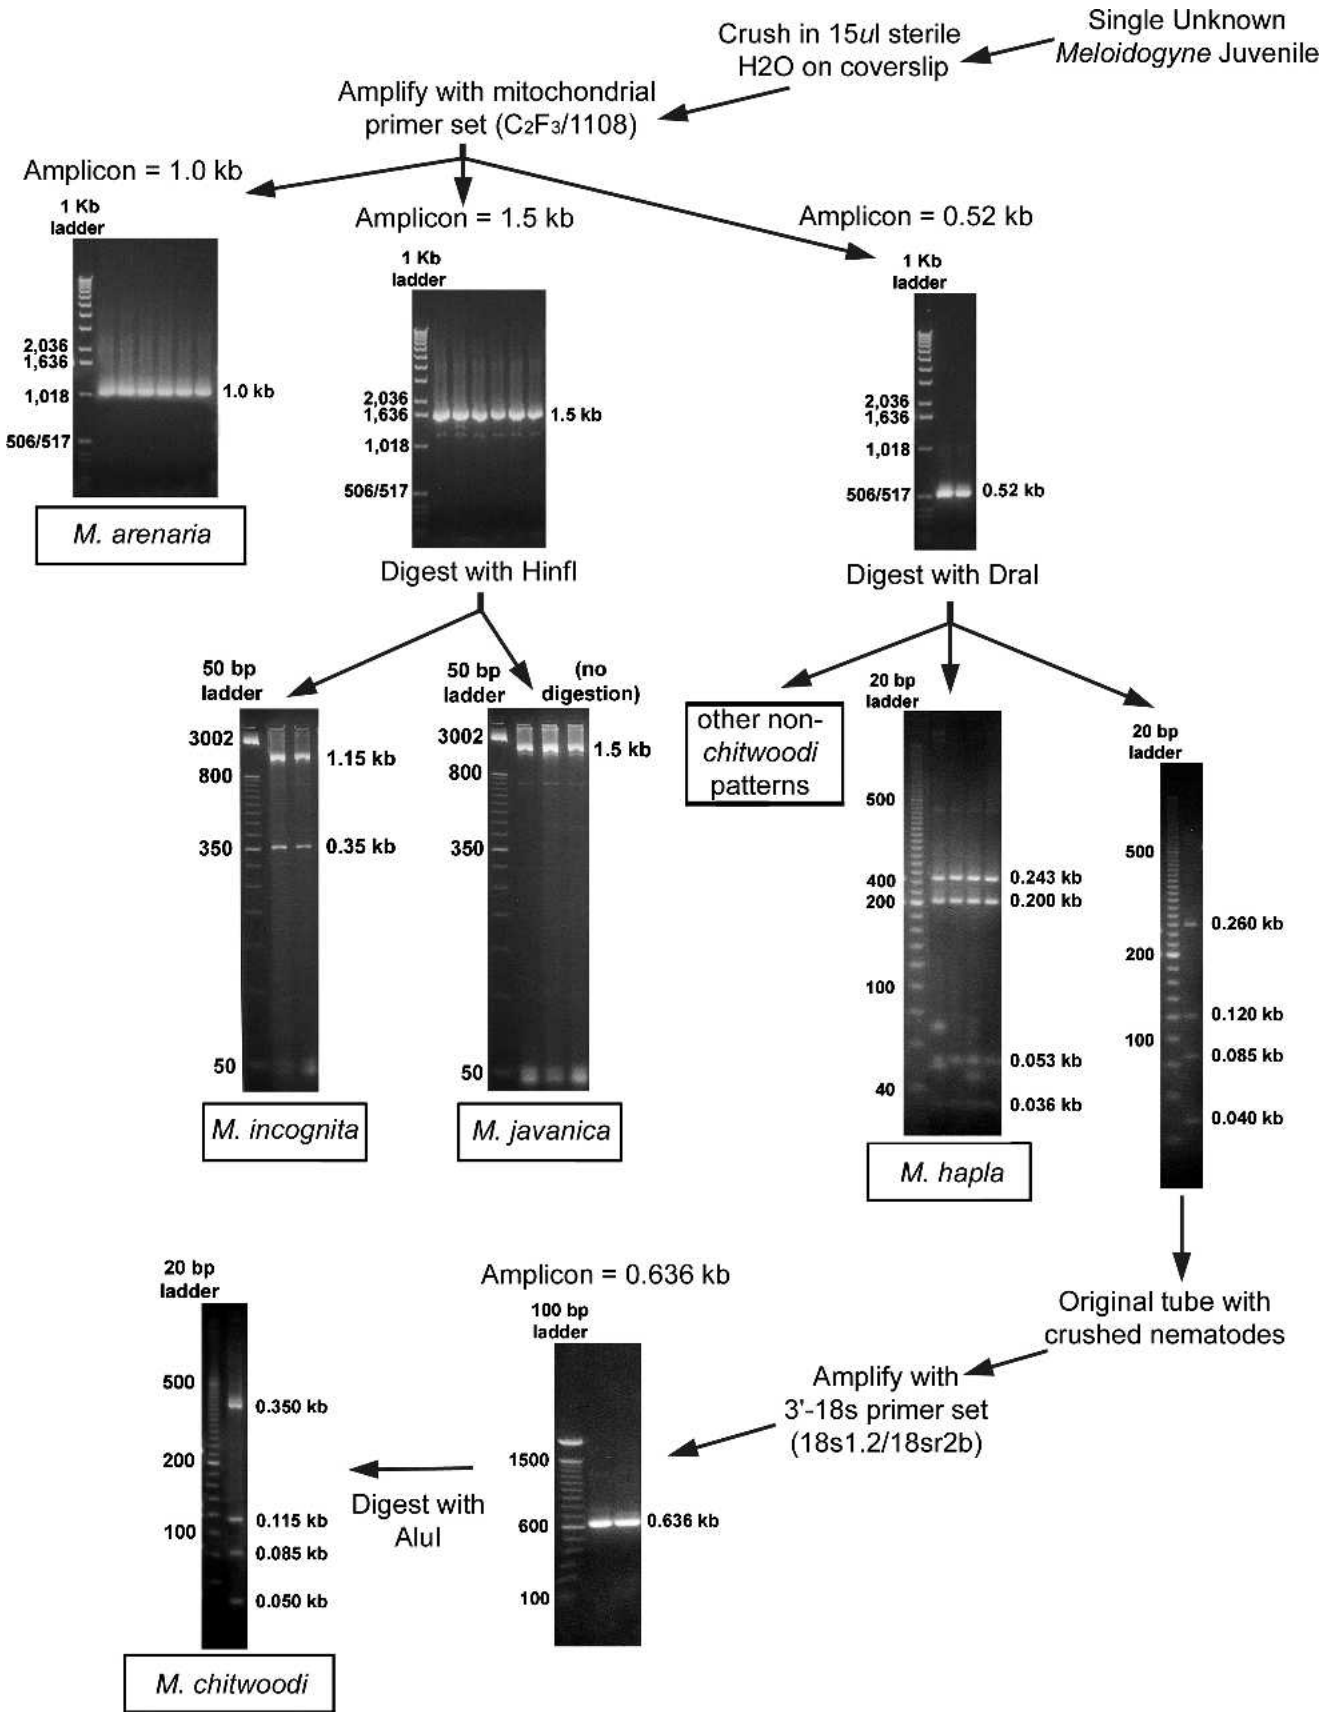 Single Unknown
Meloidogyne Juvenile
Crush in 15ul sterile
H2O on coverslip
Amplify with mitochondrial
primer set (C2F3/1108)
Amplicon = 1.0 kb
1 Kb
ladder
2,036
1,636
1,018
506/517
1.0 kb
M. arenaria
Amplicon = 1.5 kb
1 Kb
ladder
2,036
1,636
1,018
506/517
1.5 kb
Digest with HinfI
Amplicon = 0.52 kb
1 Kb
ladder
2,036
1,636
1,018
506/517
0.52 kb
Digest with DraI
50 bp
ladder
3002
800
350
50
1.15 kb
0.35 kb
M. incognita
50 bp
ladder
(no
digestion)
3002
800
350
50
1.5 kb
M. javanica
other non-
chitwoodi
patterns
20 bp
ladder
500
400
200
100
40
0.243 kb
0.200 kb
0.053 kb
0.036 kb
M. hapla
20 bp
ladder
500
200
100
0.260 kb
0.120 kb
0.085 kb
0.040 kb
Original tube with
crushed nematodes
Amplify with
3'-18s primer set
(18s1.2/18sr2b)
Amplicon = 0.636 kb
100 bp
ladder
1500
600
100
0.636 kb
Digest with
AluI
20 bp
ladder
500
200
100
0.350 kb
0.115 kb
0.085 kb
0.050 kb
M. chitwoodi